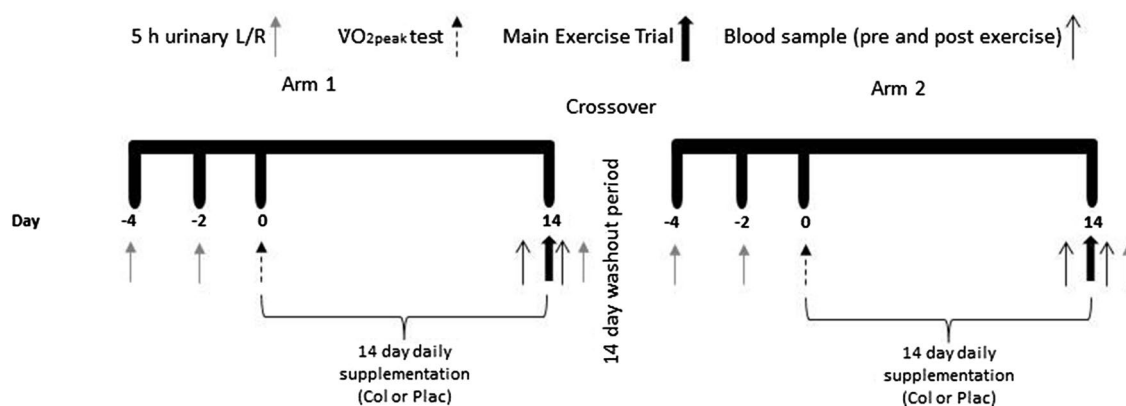 5 h urinary L/R
V̇O2peak test
Main Exercise Trial
Blood sample (pre and post exercise)
Arm 1
Arm 2
Crossover
Day
-4
-2
0
14
14 day washout period
-4
-2
0
14
14 day daily
supplementation
(Col or Plac)
14 day daily
supplementation
(Col or Plac)